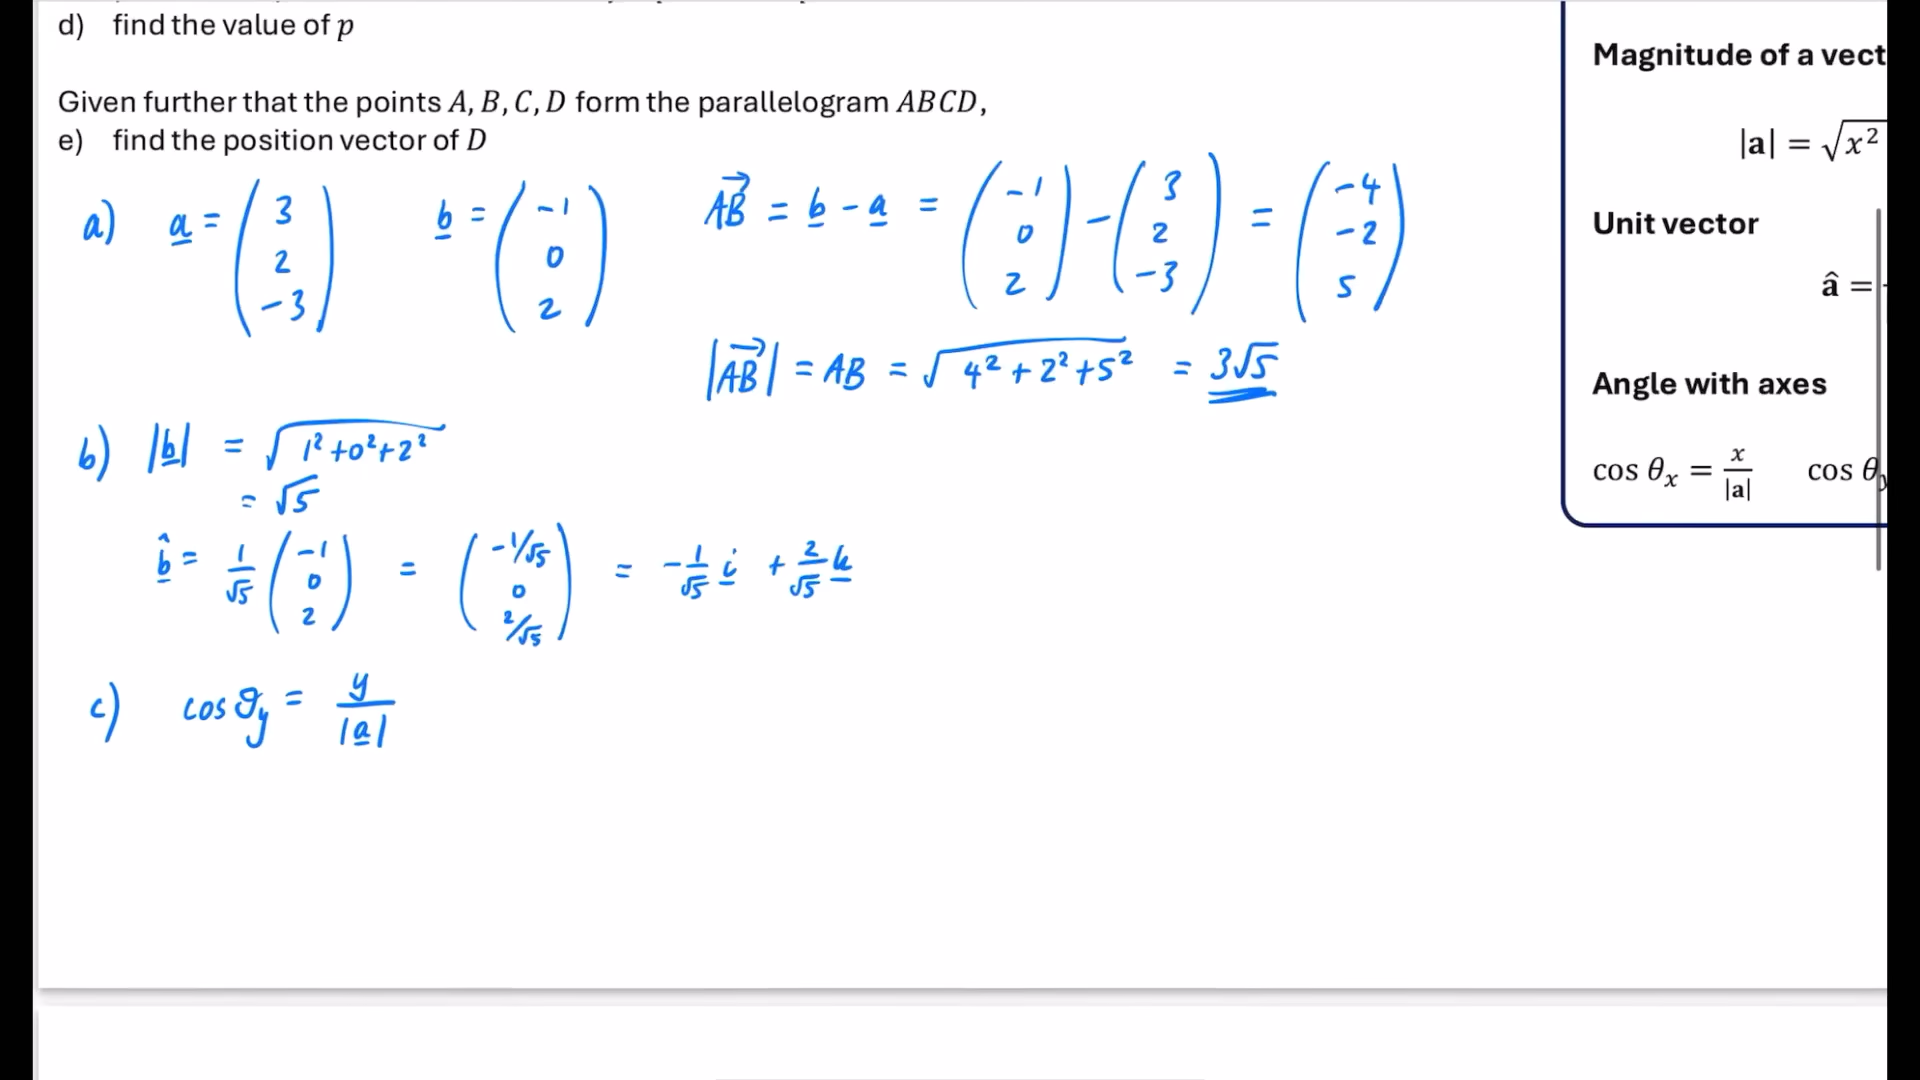 d) find the value of p
Given further that the points A, B, C, D form the parallelogram ABCD,
e) find the position vector of D
a) a = (3 2 -3) b = (-1 0 2) AB = b - a = (-1 0 2) - (3 2 -3) = (-4 -2 5)
|AB| = AB = √4² + 2² + 5² = 3√5
b) |b| = √1² + 0² + 2²
= √5
b̂ = 1/√5 (-1 0 2) = (-1/√5 0 2/√5) = -1/√5 i + 2/√5 k
c) cos θy = y/|a|
Magnitude of a vect
|a| = √x²
Unit vector
â =
Angle with axes
cos θx = x/|a| cos θy